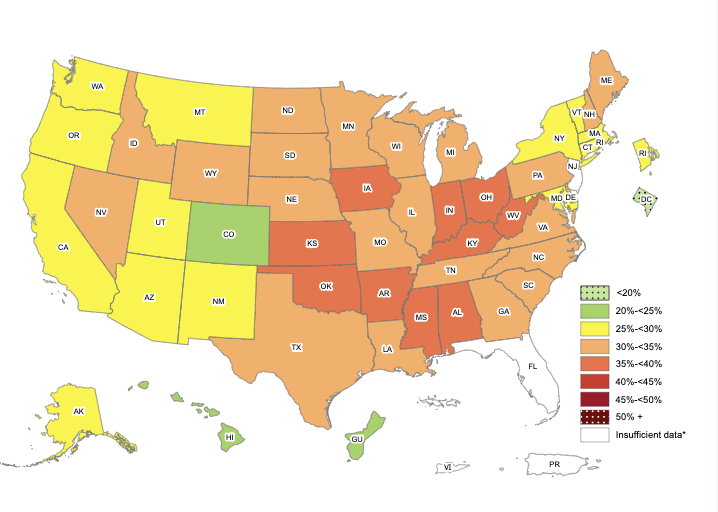 WA
MT
ND
MN
ME
OR
ID
SD
WI
MI
VT
NH
NY
MA
CT
RI
RI
WY
NE
IA
PA
NJ
NV
UT
CO
IL
IN
OH
MD
DE
DC
CA
KS
MO
WV
VA
KY
AZ
NM
OK
AR
TN
NC
SC
TX
LA
MS
AL
GA
FL
AK
HI
GU
VI
PR
<20%
20%-<25%
25%-<30%
30%-<35%
35%-<40%
40%-<45%
45%-<50%
50% +
Insufficient data*